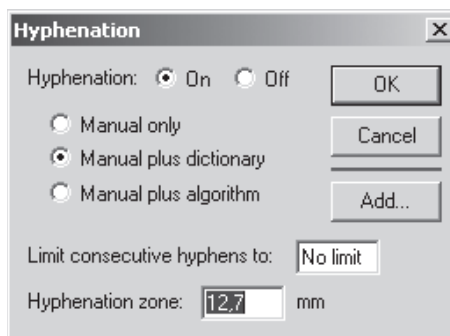 Hyphenation
Hyphenation: On Off OK
Manual only
Cancel
Manual plus dictionary
Manual plus algorithm
Add...
Limit consecutive hyphens to: No limit
Hyphenation zone: 12,7 mm